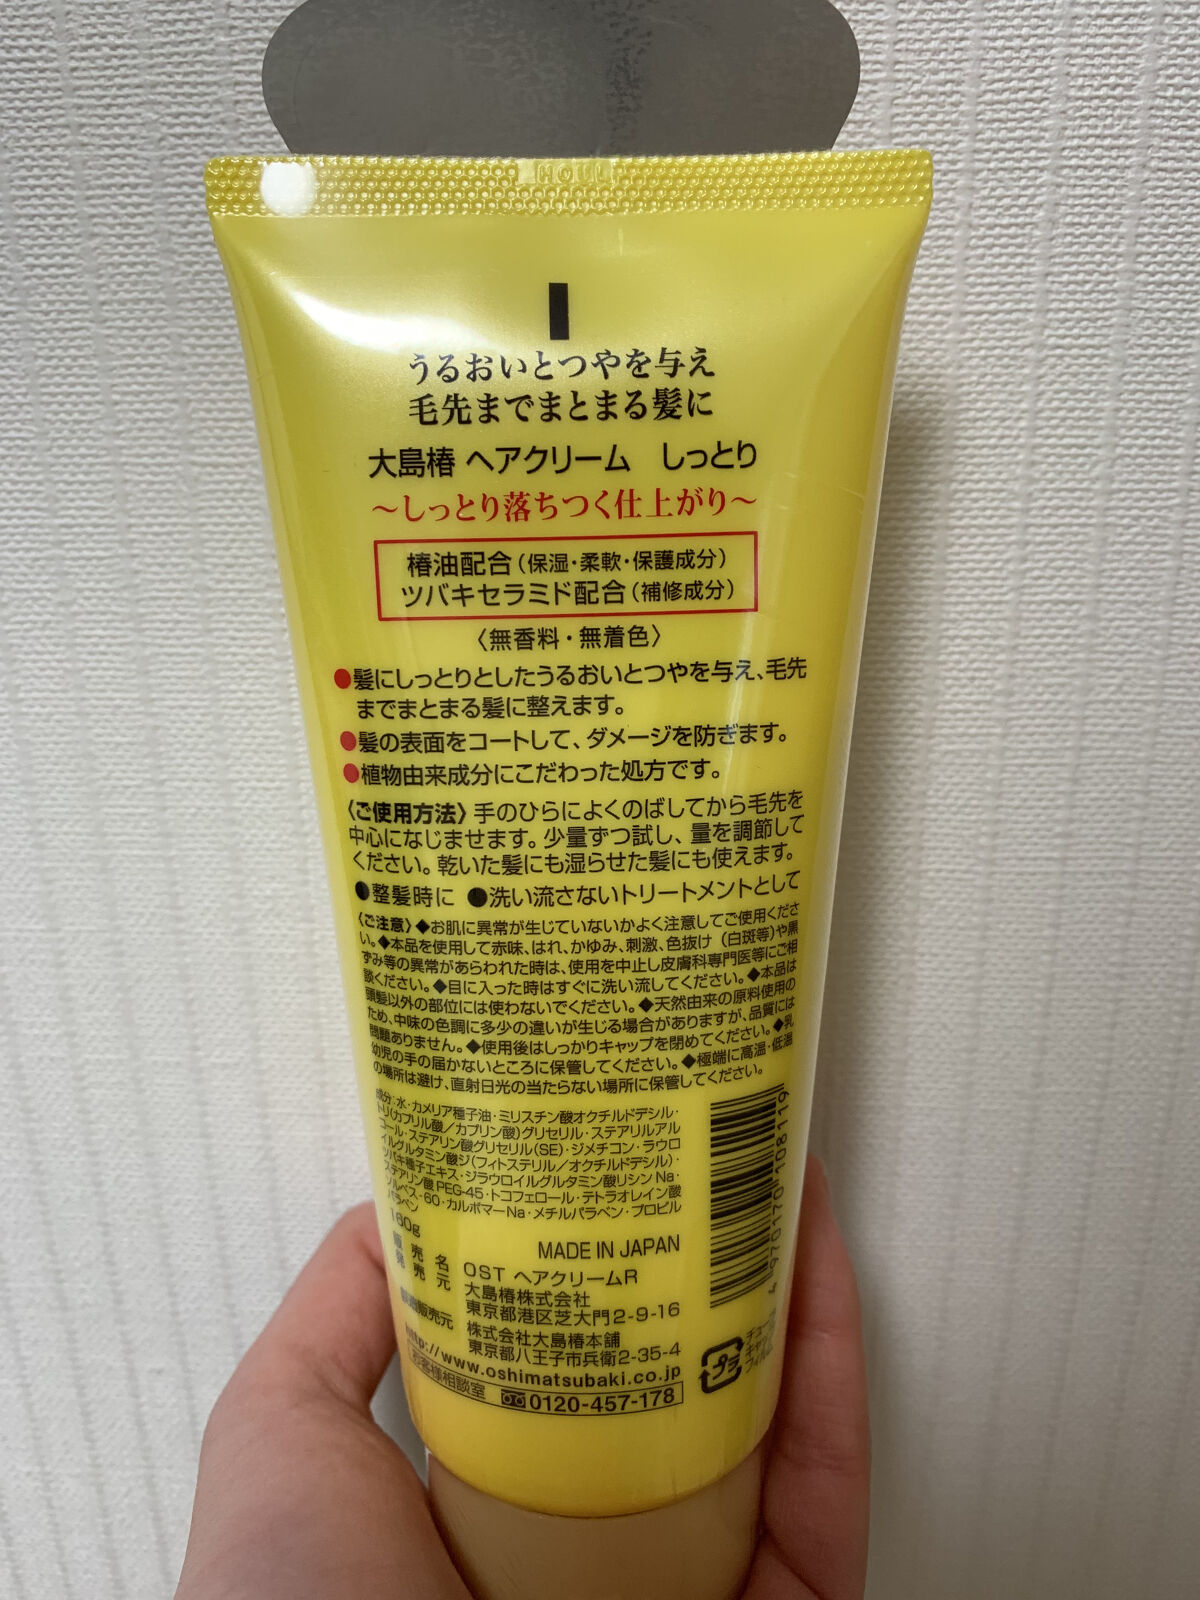 うるおいとつやを与え
毛先までまとまる髪に
大島椿 ヘアクリーム しっとり
～しっとり落ちつく仕上がり～
椿油配合(保湿・柔軟・保護成分)
ツバキセラミド配合(補修成分)
〈無香料・無着色〉
●髪にしっとりとしたうるおいとつやを与え、毛先
までまとまる髪に整えます。
●髪の表面をコートして、ダメージを防ぎます。
●植物由来成分にこだわった処方です。
〈ご使用方法〉手のひらによくのばしてから毛先を
中心になじませます。少量ずつ試し、量を調節して
ください。乾いた髪にも湿らせた髪にも使えます。
●整髪時に ●洗い流さないトリートメントとして
〈ご注意〉◆お肌に異常が生じていないかよく注意してご使用くださ
い。◆本品を使用して赤味、はれ、かゆみ、刺激、色抜け(白斑等)や黒
ずみ等の異常があらわれた時は、使用を中止し皮膚科専門医等にご相
談ください。◆目に入った時はすぐに洗い流してください。◆本品は
頭髪以外の部位には使わないでください。◆天然由来の原料使用の
ため、中味の色調に多少の違いが生じる場合がありますが、品質には
問題ありません。◆使用後はしっかりキャップを閉めてください。◆乳
幼児の手の届かないところに保管してください。◆極端に高温・低温
の場所は避け、直射日光の当たらない場所に保管してください。
成分:水・カメリア種子油・ミリスチン酸オクチルドデシル・
トリ(カプリル酸/カプリン酸)グリセリル・ステアリルアル
コール・ステアリン酸グリセリル(SE)・ジメチコン・ラウロ
イルグルタミン酸ジ(フィトステリル/オクチルドデシル)・
ツバキ種子エキス・ジラウロイルグルタミン酸リシンNa・
ステアリン酸PEG-45・トコフェロール・テトラオレイン酸
ソルベス-60・カルボマーNa・メチルパラベン・プロピル
パラベン
160g
MADE IN JAPAN
販売名 OST ヘアクリームR
発売元 大島椿株式会社
東京都港区芝大門2-9-16
製造販売元 株式会社大島椿本舗
東京都八王子市兵衛2-35-4
http://www.oshimatsubaki.co.jp
お客様相談室 0120-457-178
4 970170 108119
プラ